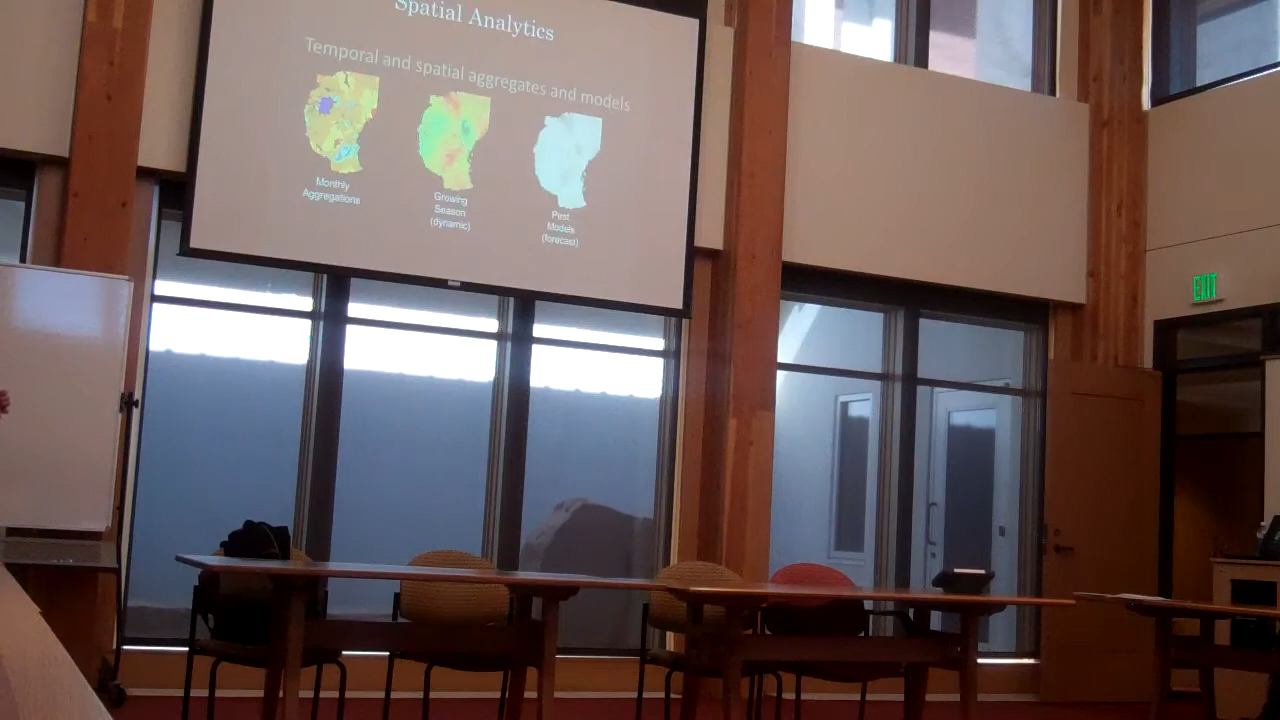 Spatial Analytics
Temporal and spatial aggregates and models
Monthly
Aggregations
Growing
Season
(dynamic)
Pest
Models
(forecast)
EXIT